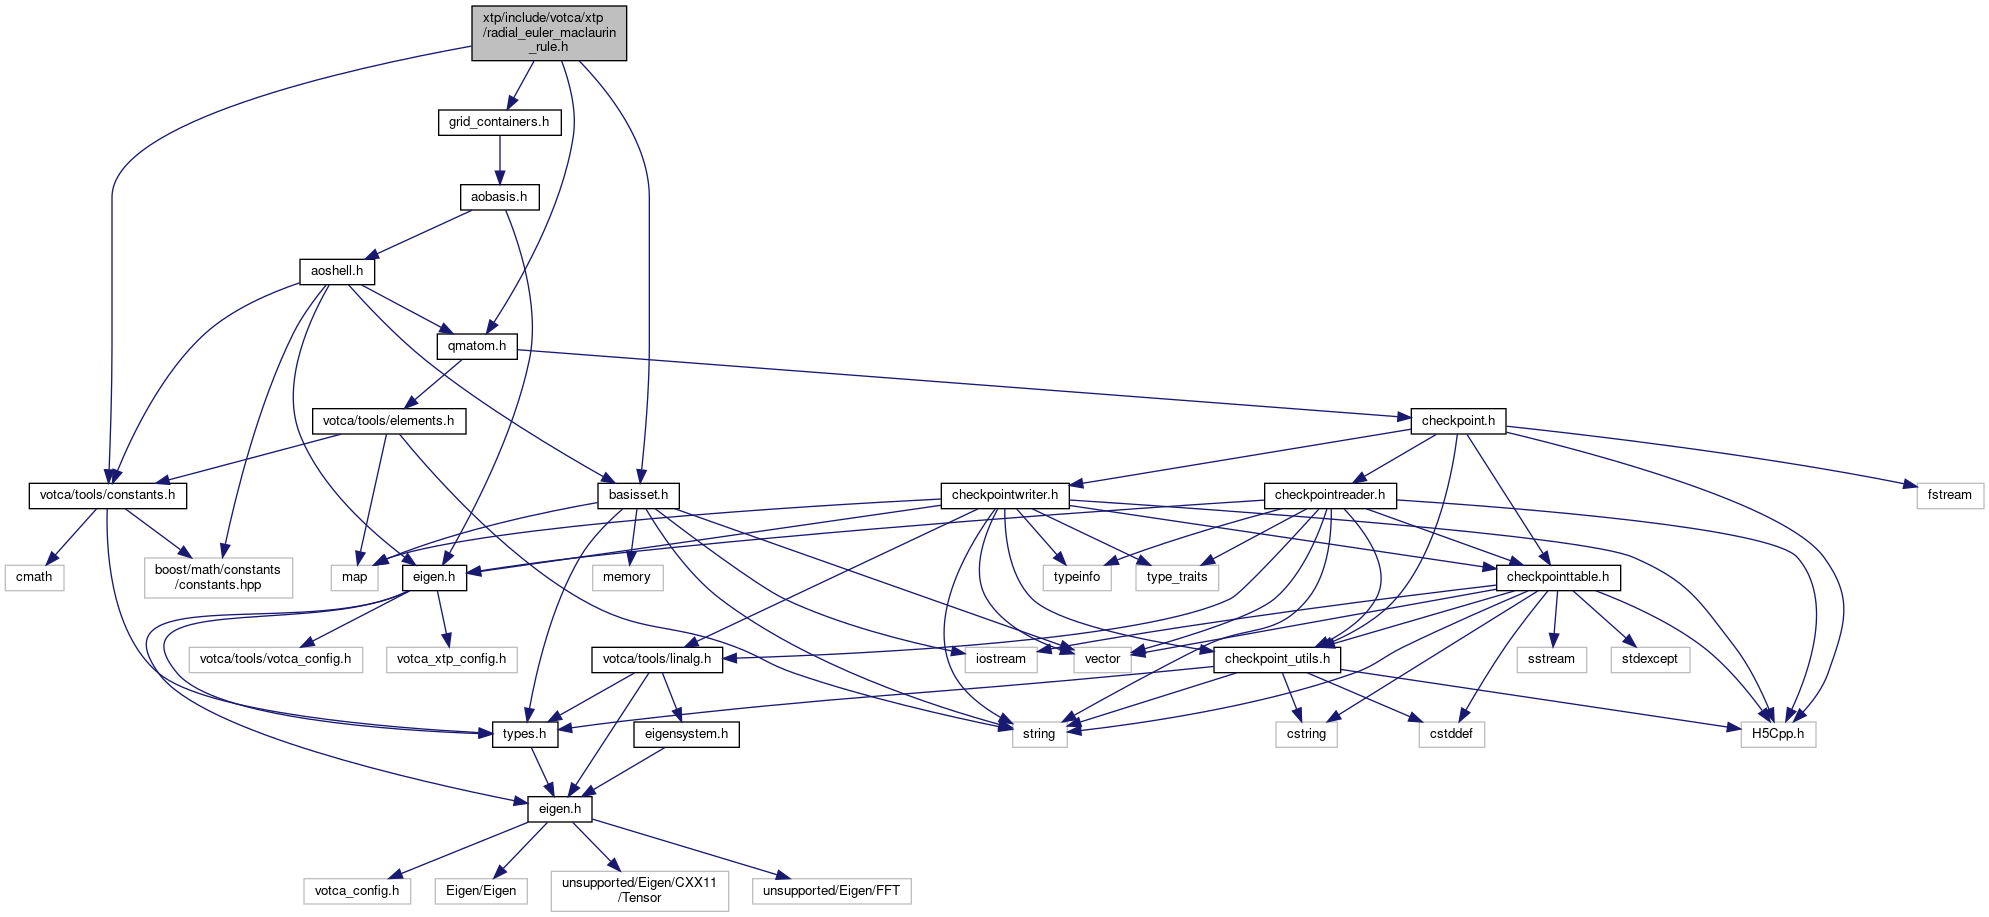 xtp/include/votca/xtp
/radial_euler_maclaurin
_rule.h
grid_containers.h
aobasis.h
aoshell.h
qmatom.h
votca/tools/elements.h
checkpoint.h
votca/tools/constants.h
basisset.h
checkpointwriter.h
checkpointreader.h
fstream
cmath
boost/math/constants
/constants.hpp
map
eigen.h
memory
typeinfo
type_traits
checkpointtable.h
votca/tools/votca_config.h
votca_xtp_config.h
votca/tools/linalg.h
iostream
vector
checkpoint_utils.h
sstream
stdexcept
types.h
eigensystem.h
string
cstring
cstddef
H5Cpp.h
eigen.h
votca_config.h
Eigen/Eigen
unsupported/Eigen/CXX11
/Tensor
unsupported/Eigen/FFT